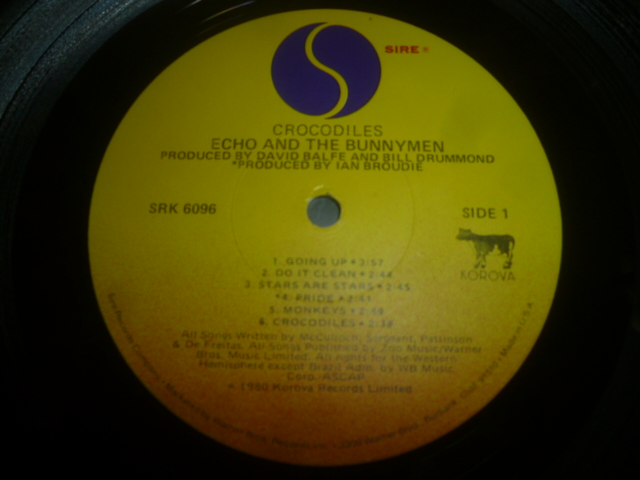 SIRE ®
CROCODILES
ECHO AND THE BUNNYMEN
PRODUCED BY DAVID BALFE AND BILL DRUMMOND
*PRODUCED BY IAN BROUDIE
SRK 6096
SIDE 1
KOROVA
1. GOING UP • 3:57
2. DO IT CLEAN • 2:44
3. STARS ARE STARS • 2:45
*4. PRIDE • 2:41
5. MONKEYS • 2:49
6. CROCODILES • 2:38
All Songs Written by McCulloch, Sergeant, Pattinson
& De Freitas. All Songs Published by Zoo Music/Warner
Bros. Music Limited. All rights for the Western
Hemisphere except Brazil Adm. by WB Music
Corp.-ASCAP
1980 Korova Records Limited.
Made in U.S.A.